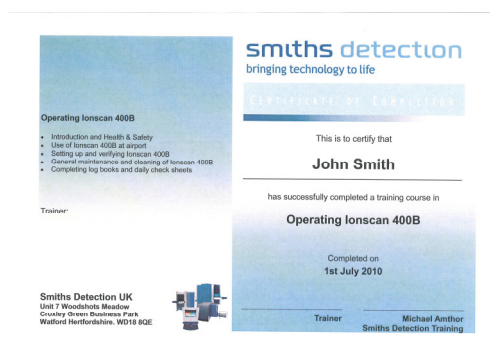 Operating Ionscan 400B
• Introduction and Health & Safety
• Use of Ionscan 400B at airport
• Setting up and verifying Ionscan 400B
• General maintenance and cleaning of Ionscan 400B
• Completing log books and daily check sheets
Trainer:
Smiths Detection UK
Unit 7 Woodshots Meadow
Croxley Green Business Park
Watford Hertfordshire. WD18 8QE
smiths detection
bringing technology to life
CERTIFICATE OF COMPLETION
This is to certify that
John Smith
has successfully completed a training course in
Operating Ionscan 400B
Completed on
1st July 2010
Trainer
Michael Amthor
Smiths Detection Training